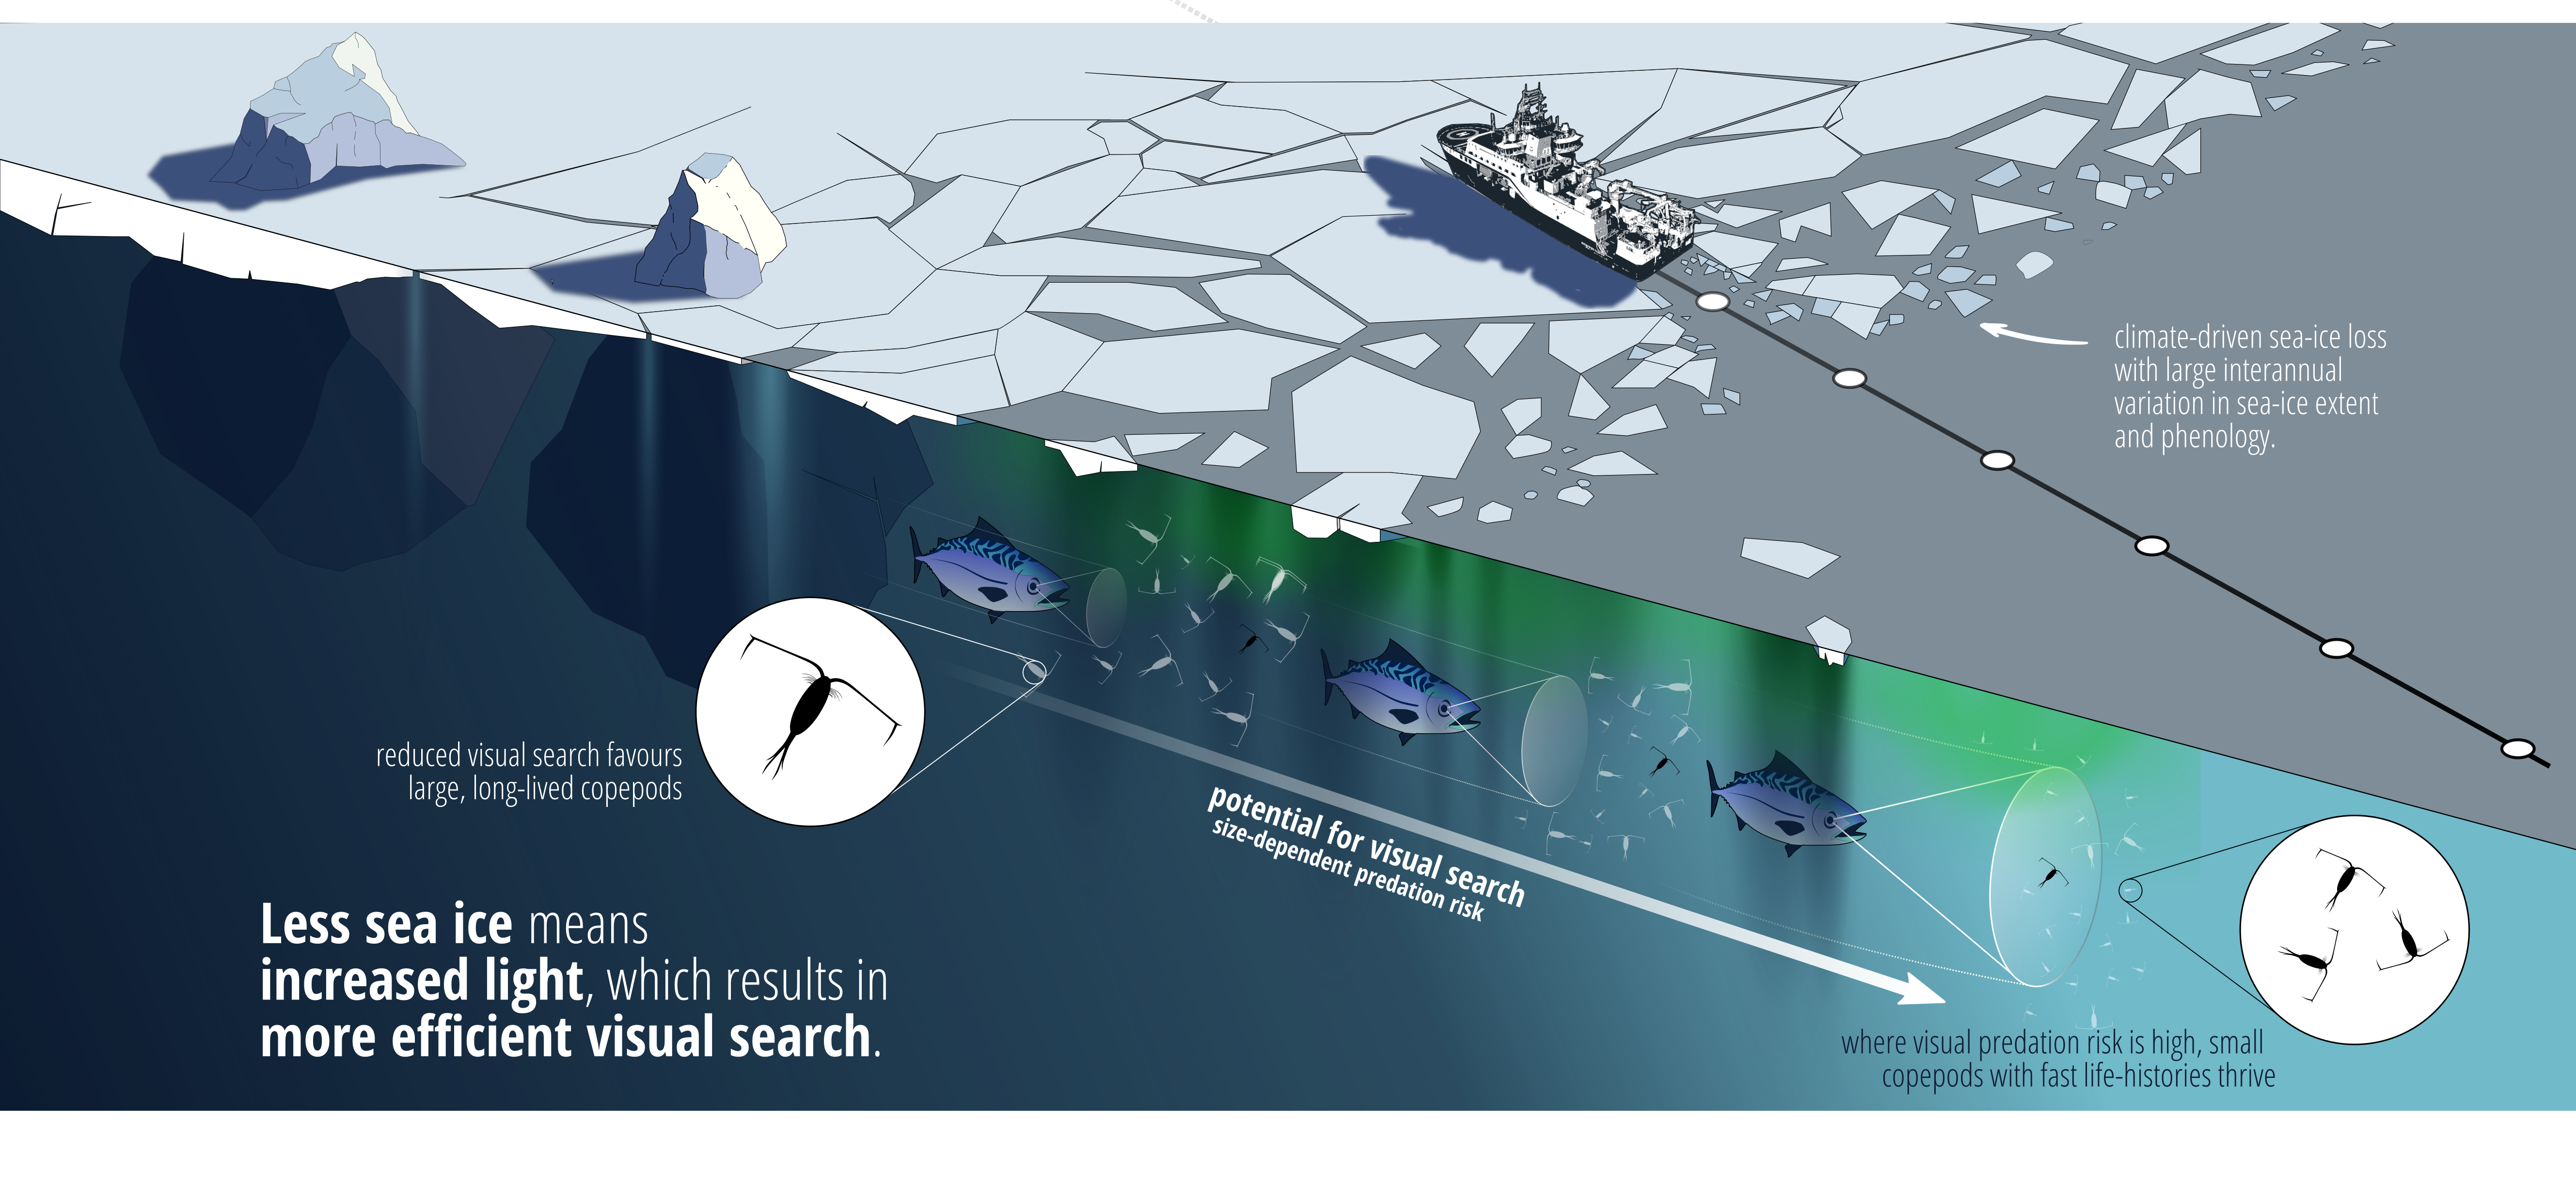 climate-driven sea-ice loss
with large interannual
variation in sea-ice extent
and phenology.
reduced visual search favours
large, long-lived copepods
potential for visual search
size-dependent predation risk
Less sea ice means
increased light, which results in
more efficient visual search.
where visual predation risk is high, small
copepods with fast life-histories thrive